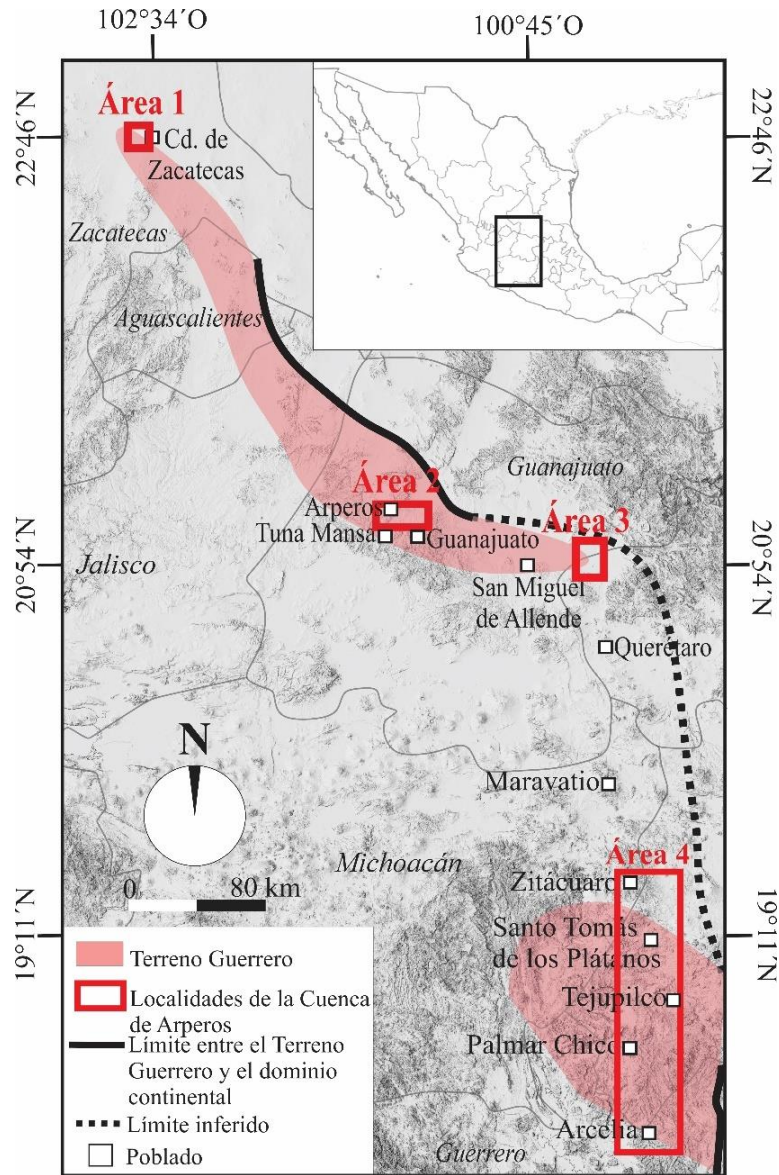 102°34´O
100°45´O
22°46´N
22°46´N
Área 1
Cd. de
Zacatecas
Zacatecas
Aguascalientes
Guanajuato
Área 2
Arperos
Área 3
Tuna Mansa
Guanajuato
20°54´N
20°54´N
Jalisco
San Miguel
de Allende
Querétaro
N
Maravatio
Michoacán
Área 4
0
80 km
Zitácuaro
19°11´N
19°11´N
Santo Tomás
de los Plátanos
Tejupilco
Palmar Chico
Arcelia
Guerrero
Terreno Guerrero
Localidades de la Cuenca
de Arperos
Límite entre el Terreno
Guerrero y el dominio
continental
Límite inferido
Poblado